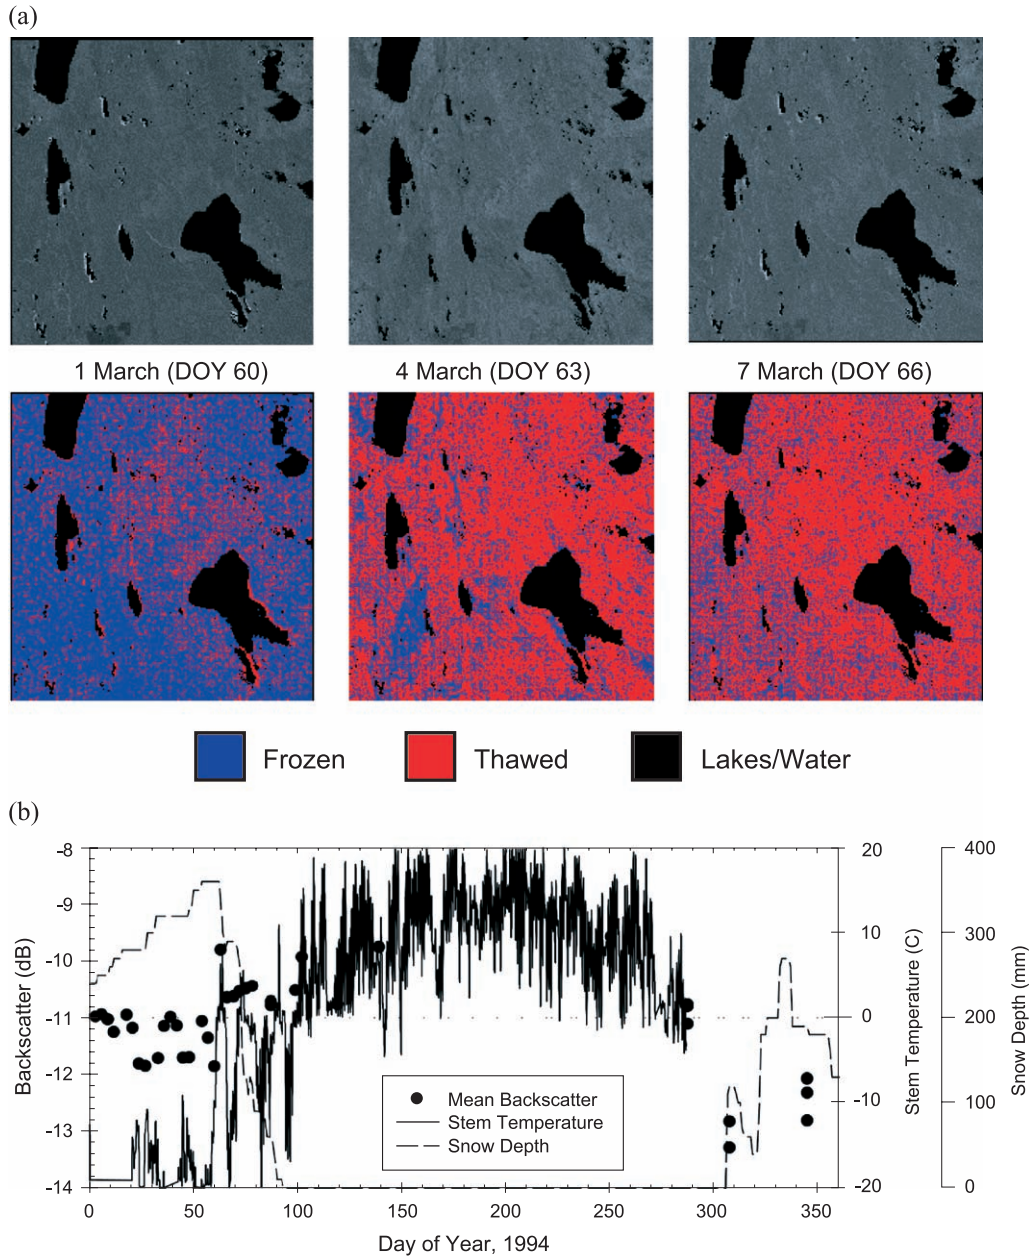 (a)
1 March (DOY 60) 4 March (DOY 63) 7 March (DOY 66)
Frozen Thawed Lakes/Water
(b)
-8 20 400
-9
300
-10 10
-11 0 200
-12
-10 100
-13
-14 -20 0
Backscatter (dB)
Stem Temperature (C)
Snow Depth (mm)
Mean Backscatter
Stem Temperature
Snow Depth
0 50 100 150 200 250 300 350
Day of Year, 1994